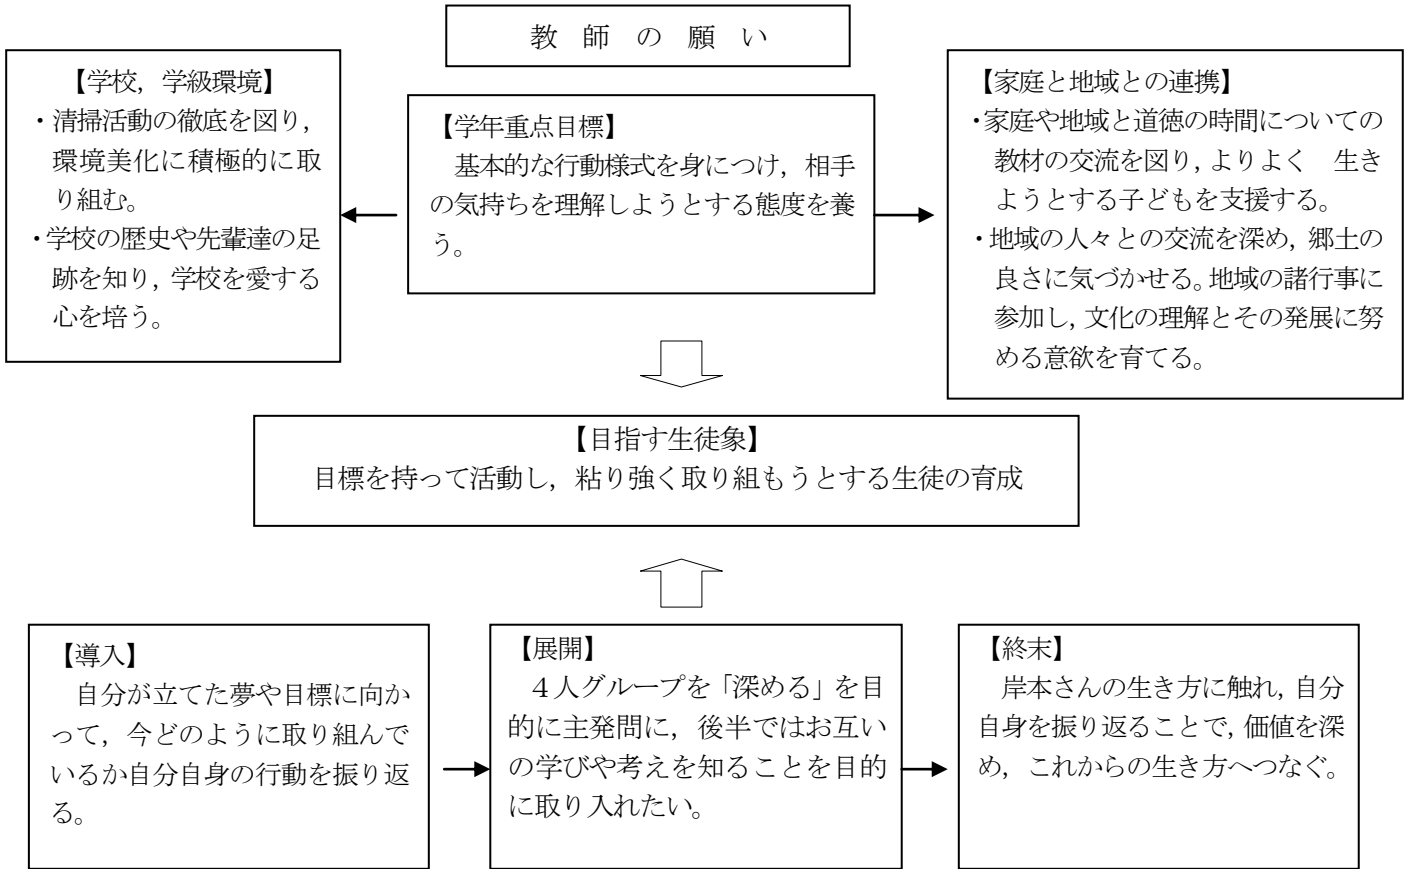 教　師　の　願　い
【学校，学級環境】
・清掃活動の徹底を図り，
環境美化に積極的に取
り組む。
・学校の歴史や先輩達の足
跡を知り，学校を愛する
心を培う。
【学年重点目標】
　基本的な行動様式を身につけ，相手
の気持ちを理解しようとする態度を養
う。
【家庭と地域との連携】
・家庭や地域と道徳の時間についての
教材の交流を図り，よりよく　生き
ようとする子どもを支援する。
・地域の人々との交流を深め，郷土の
良さに気づかせる。地域の諸行事に
参加し，文化の理解とその発展に努
める意欲を育てる。
【目指す生徒象】
目標を持って活動し，粘り強く取り組もうとする生徒の育成
【導入】
　自分が立てた夢や目標に向か
って，今どのように取り組んで
いるか自分自身の行動を振り返
る。
【展開】
　４人グループを「深める」を目
的に主発問に，後半ではお互い
の学びや考えを知ることを目的
に取り入れたい。
【終末】
　岸本さんの生き方に触れ，自分
自身を振り返ることで，価値を深
め，これからの生き方へつなぐ。